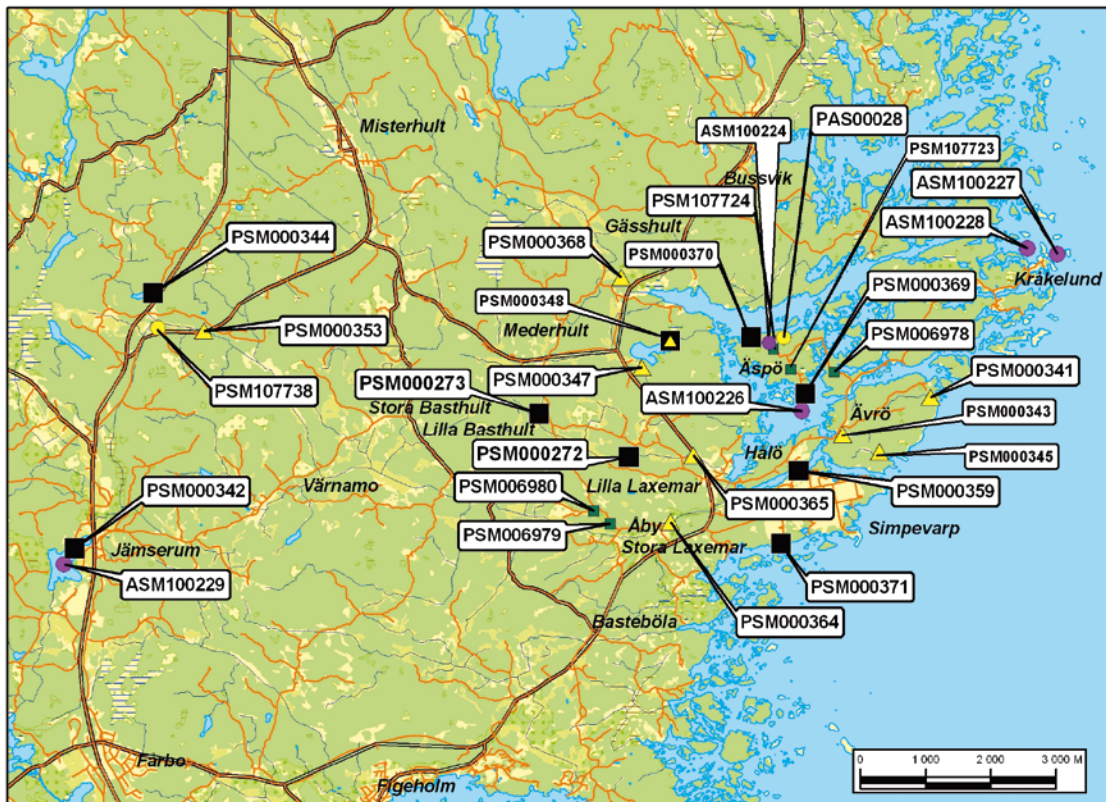 Misterhult
ASM100224
PAS00028
PSM107723
Bussvik
ASM100227
PSM107724
ASM100228
Gässhult
PSM000344
PSM000368
PSM000370
PSM000369
Kråkelund
PSM000348
PSM000353
Mederhult
PSM006978
PSM000347
Äspö
PSM000341
PSM107738
PSM000273
ASM100226
Stora Basthult
Ävrö
PSM000343
Lilla Basthult
PSM000272
Halö
PSM000345
PSM000342
Värnamo
PSM006980
Lilla Laxemar
PSM000365
PSM000359
PSM006979
Åby
Simpevarp
Jämserum
Stora Laxemar
ASM100229
PSM000371
Basteböla
PSM000364
Fårbo
Figeholm
0 1 000 2 000 3 000 M